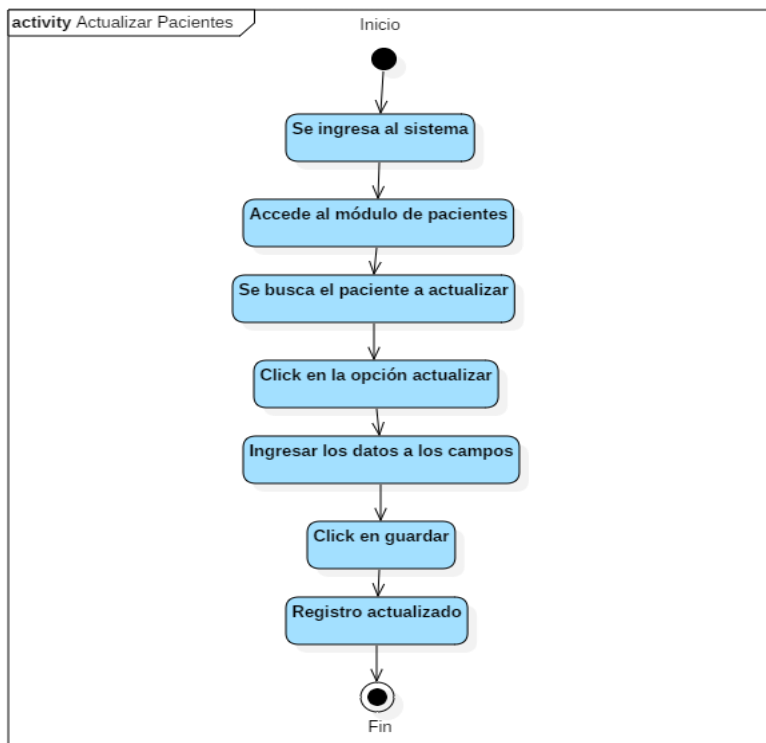 activity Actualizar Pacientes
Inicio
Se ingresa al sistema
Accede al módulo de pacientes
Se busca el paciente a actualizar
Click en la opción actualizar
Ingresar los datos a los campos
Click en guardar
Registro actualizado
Fin